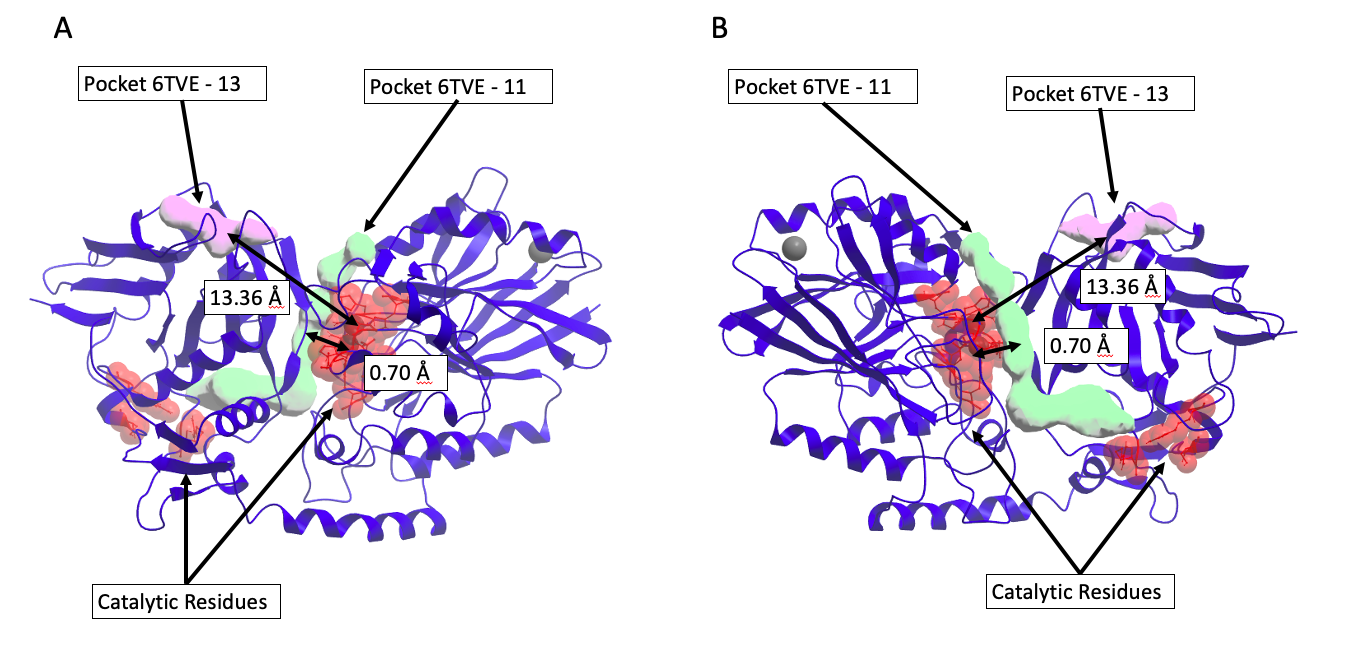 A
Pocket 6TVE - 13
Pocket 6TVE - 11
13.36 Å
0.70 Å
Catalytic Residues
B
Pocket 6TVE - 11
Pocket 6TVE - 13
13.36 Å
0.70 Å
Catalytic Residues